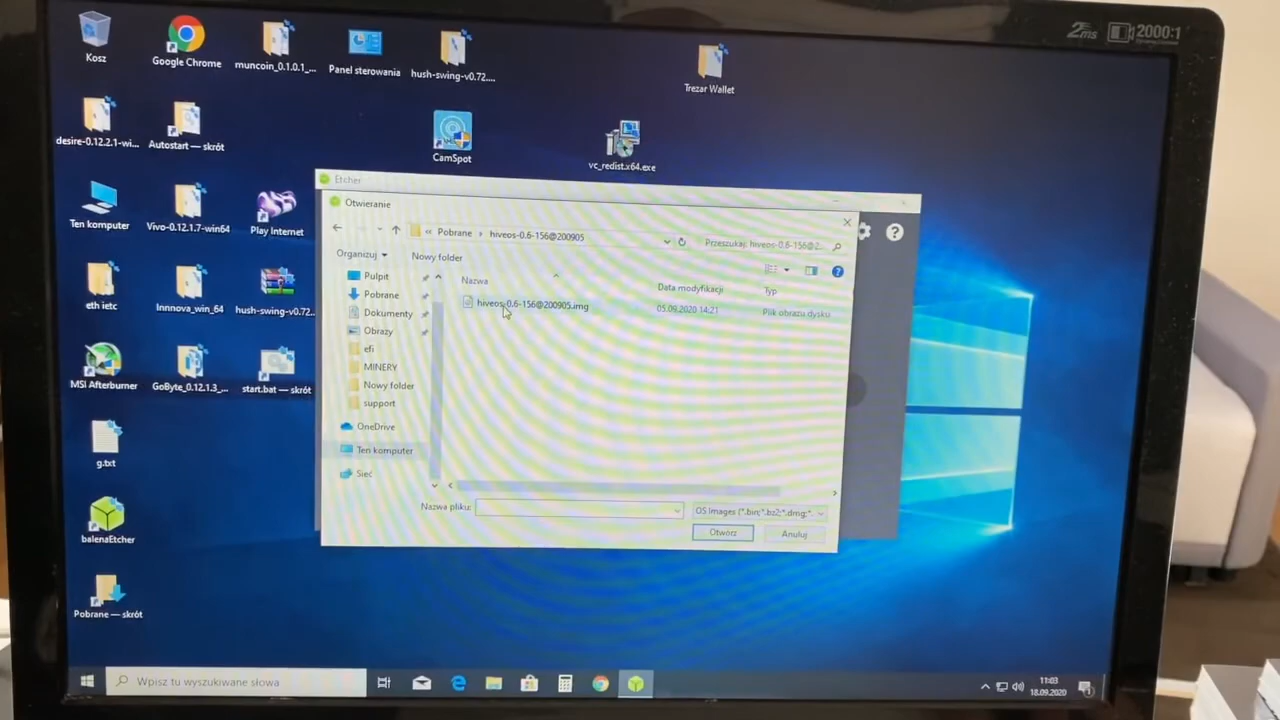 2ms 2000:1
Kosz
Google Chrome
muncoin_0.1.0.1_...
Panel sterowania
hush-swing-v0.72....
Trezar Wallet
desire-0.12.2.1-wi...
Autostart — skrót
CamSpot
vc_redist.x64.exe
Ten komputer
Vivo-0.12.1.7-win64
Play Internet
eth ietc
Innnova_win_64
hush-swing-v0.72...
MSI Afterburner
GoByte_0.12.1.3_...
start.bat — skrót
g.txt
balenaEtcher
Pobrane — skrót
Etcher
Otwieranie
« Pobrane › hiveos-0.6-156@200905
Przeszukaj: hiveos-0.6-156@2...
Organizuj
Nowy folder
Nazwa
Data modyfikacji
Typ
hiveos-0.6-156@200905.img
05.09.2020 14:21
Plik obrazu dysku
Pulpit
Pobrane
Dokumenty
Obrazy
efi
MINERY
Nowy folder
support
OneDrive
Ten komputer
Sieć
Nazwa pliku:
OS Images (*.bin;*.bz2;*.dmg;*.
Otwórz
Anuluj
Wpisz tu wyszukiwane słowa
11:03
18.09.2020